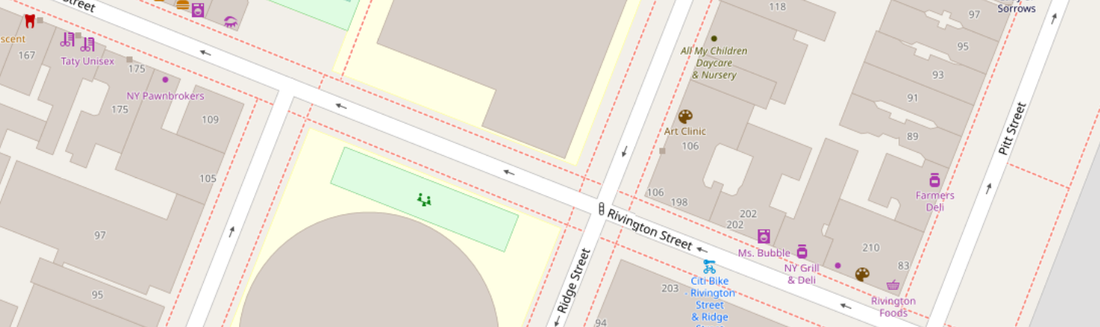 Street
Sorrows
scent
167
Taty Unisex
175
NY Pawnbrokers
175
109
105
97
95
118
All My Children
Daycare
& Nursery
Art Clinic
106
97
95
93
91
89
Pitt Street
Farmers
Deli
106
198
202
202
Rivington Street
Ms. Bubble
NY Grill
& Deli
210
83
Rivington
Foods
Ridge Street
203
Citi Bike
- Rivington
Street
& Ridge
94